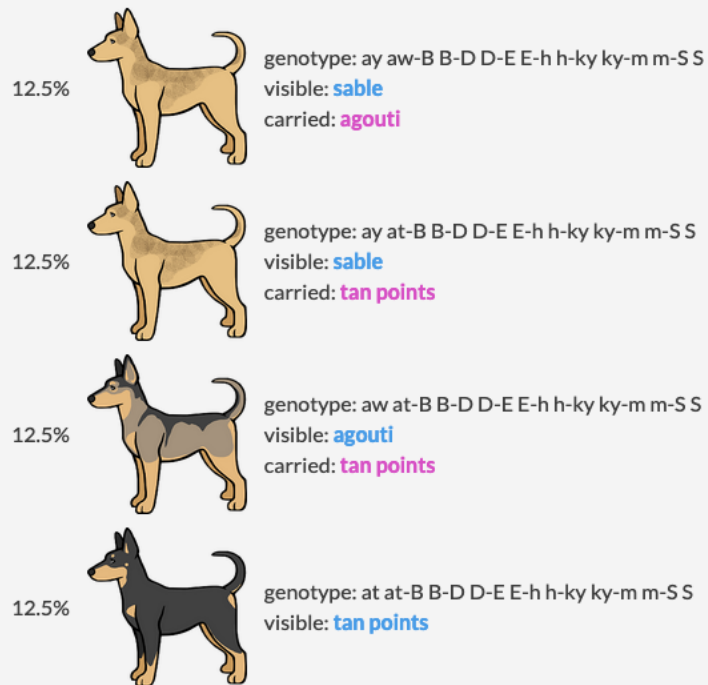 12.5%
genotype: ay aw-B B-D D-E E-h h-ky ky-m m-S S
visible: sable
carried: agouti
12.5%
genotype: ay at-B B-D D-E E-h h-ky ky-m m-S S
visible: sable
carried: tan points
12.5%
genotype: aw at-B B-D D-E E-h h-ky ky-m m-S S
visible: agouti
carried: tan points
12.5%
genotype: at at-B B-D D-E E-h h-ky ky-m m-S S
visible: tan points